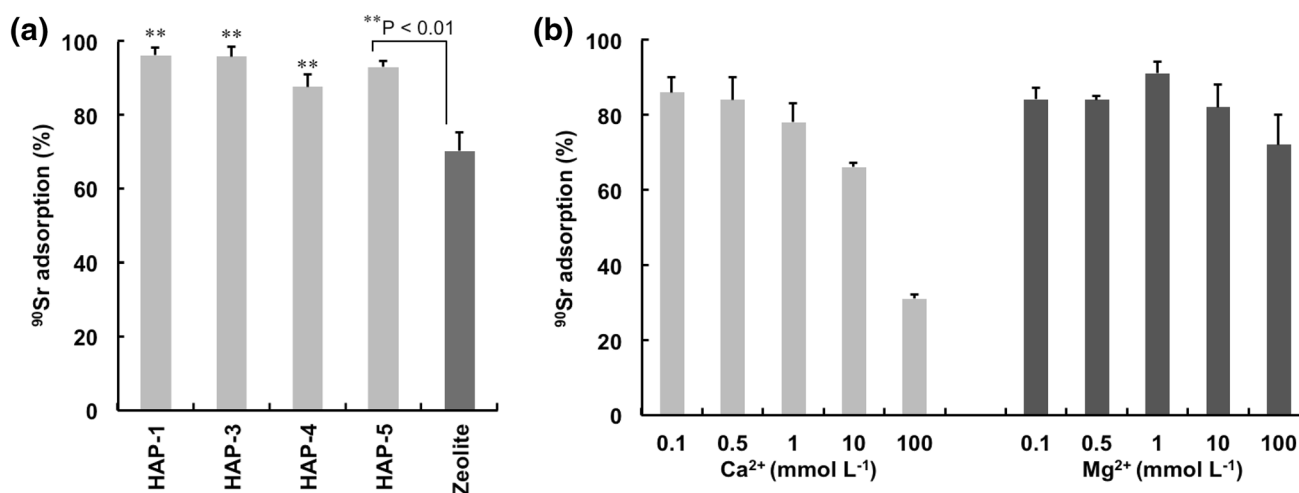 (a)
**P < 0.01
100
80
60
40
20
0
⁹⁰Sr adsorption (%)
**
**
**
HAP-1
HAP-3
HAP-4
HAP-5
Zeolite
(b)
100
80
60
40
20
0
⁹⁰Sr adsorption (%)
0.1 0.5 1 10 100
Ca²⁺ (mmol L⁻¹)
0.1 0.5 1 10 100
Mg²⁺ (mmol L⁻¹)